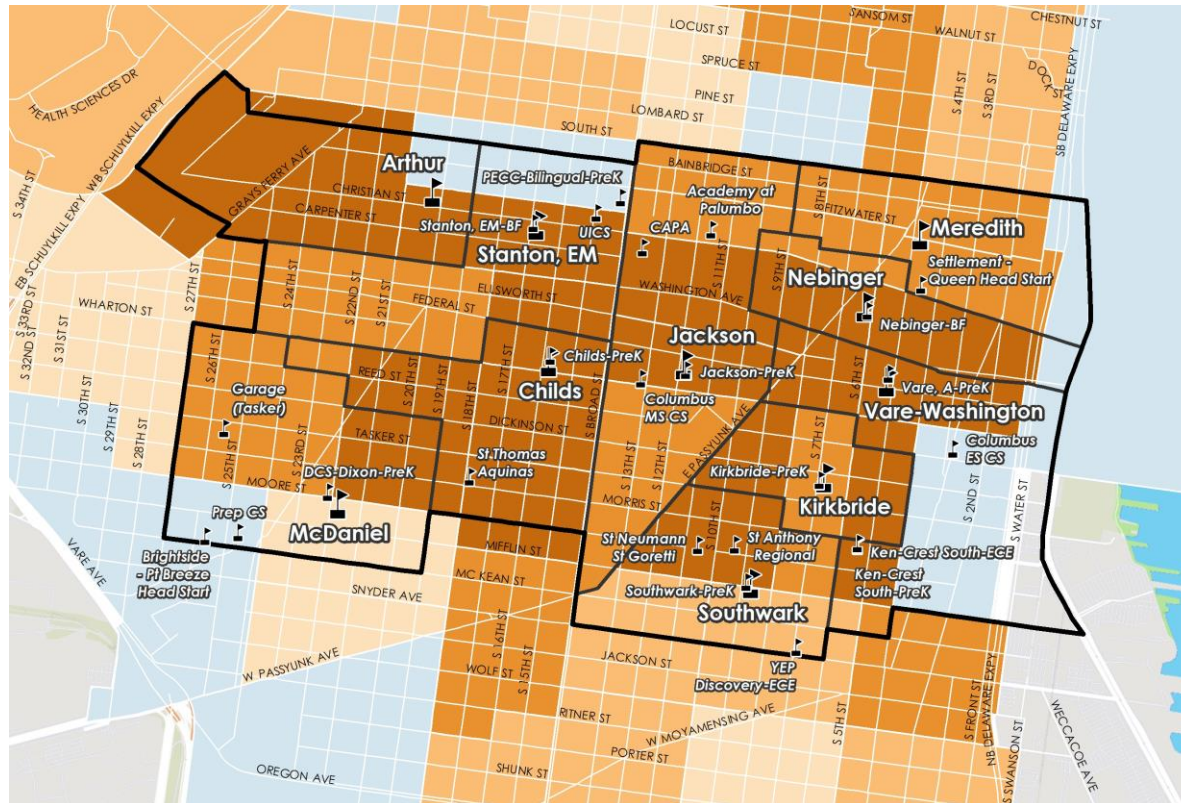 LOCUST ST
SANSOM ST
WALNUT ST
CHESTNUT ST
SPRUCE ST
DOCK ST
HEALTH SCIENCES DR
PINE ST
LOMBARD ST
S 4TH ST
S 3RD ST
SB DELAWARE EXPY
SOUTH ST
EB SCHUYLKILL EXPY
WB SCHUYLKILL EXPY
S 34TH ST
GRAYS FERRY AVE
Arthur
CHRISTIAN ST
CARPENTER ST
PECC-Bilingual-PreK
Stanton, EM-BF
UICS
Stanton, EM
BAINBRIDGE ST
Academy at
Palumbo
CAPA
S 11TH ST
S 8TH ST
FITZWATER ST
Meredith
Settlement -
Queen Head Start
S 9TH ST
Nebinger
Nebinger-BF
WASHINGTON AVE
ELLSWORTH ST
FEDERAL ST
S 27TH ST
S 24TH ST
S 22ND ST
S 21ST ST
WHARTON ST
S 33RD ST
S 32ND ST
S 31ST ST
S 30TH ST
S 29TH ST
S 28TH ST
S 26TH ST
REED ST
S 20TH ST
S 19TH ST
S 18TH ST
S 17TH ST
S BROAD ST
Childs-PreK
Childs
Jackson
Jackson-PreK
Columbus
MS CS
S 6TH ST
Vare, A-PreK
Vare-Washington
Columbus
ES CS
Garage
(Tasker)
DICKINSON ST
TASKER ST
S 25TH ST
S 23RD ST
MOORE ST
DCS-Dixon-PreK
McDaniel
St Thomas
Aquinas
S 13TH ST
S 12TH ST
E PASSYUNK AVE
S 7TH ST
Kirkbride-PreK
Kirkbride
S 2ND ST
S WATER ST
MORRIS ST
S 10TH ST
Prep CS
Brightside
- Pt Breeze
Head Start
VARE AVE
MIFFLIN ST
MC KEAN ST
SNYDER AVE
St Neumann
St Goretti
St Anthony
Regional
Southwark-PreK
Southwark
Ken-Crest South-ECE
Ken-Crest
South-PreK
YEP
Discovery-ECE
W PASSYUNK AVE
S 16TH ST
S 15TH ST
WOLF ST
JACKSON ST
RITNER ST
W MOYAMENSING AVE
PORTER ST
SHUNK ST
OREGON AVE
S 5TH ST
S FRONT ST
NB DELAWARE EXPY
S SWANSON ST
WECCACOE AVE